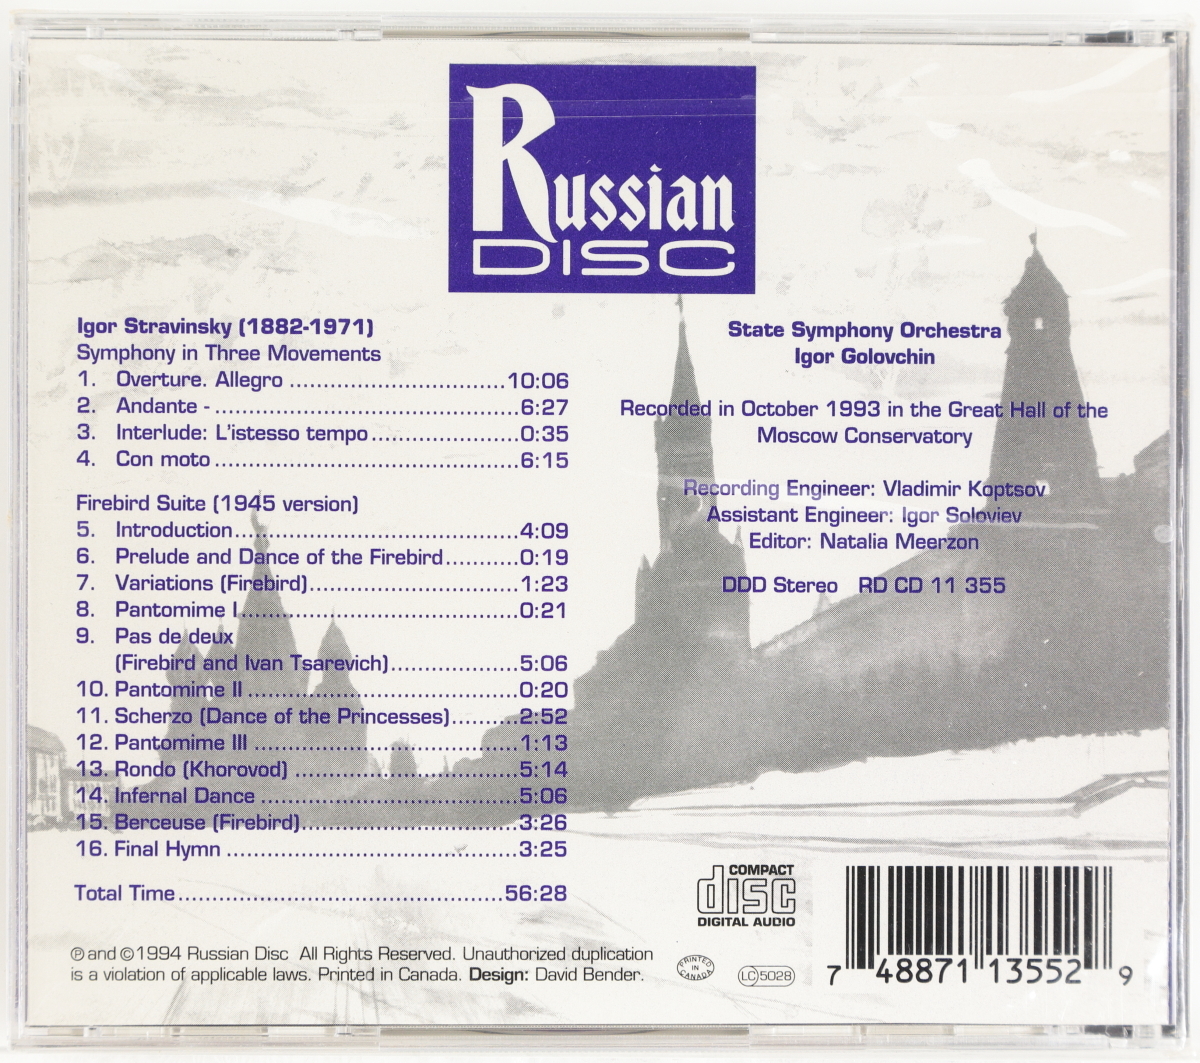 Russian
DISC
Igor Stravinsky (1882-1971)
Symphony in Three Movements
1. Overture. Allegro ................................10:06
2. Andante - ..........................................6:27
3. Interlude: L'istesso tempo......................0:35
4. Con moto ..........................................6:15
Firebird Suite (1945 version)
5. Introduction.......................................4:09
6. Prelude and Dance of the Firebird...........0:19
7. Variations (Firebird)..............................1:23
8. Pantomime I.......................................0:21
9. Pas de deux
(Firebird and Ivan Tsarevich)...................5:06
10. Pantomime II ......................................0:20
11. Scherzo (Dance of the Princesses)..........2:52
12. Pantomime III .....................................1:13
13. Rondo (Khorovod) ...............................5:14
14. Infernal Dance ....................................5:06
15. Berceuse (Firebird)..............................3:26
16. Final Hymn ........................................3:25
Total Time................................................56:28
State Symphony Orchestra
Igor Golovchin
Recorded in October 1993 in the Great Hall of the
Moscow Conservatory
Recording Engineer: Vladimir Koptsov
Assistant Engineer: Igor Soloviev
Editor: Natalia Meerzon
DDD Stereo RD CD 11 355
℗ and © 1994 Russian Disc All Rights Reserved. Unauthorized duplication
is a violation of applicable laws. Printed in Canada. Design: David Bender.
COMPACT
disc
DIGITAL AUDIO
PRINTED
IN
CANADA
LC 5028
7 48871 13552 9